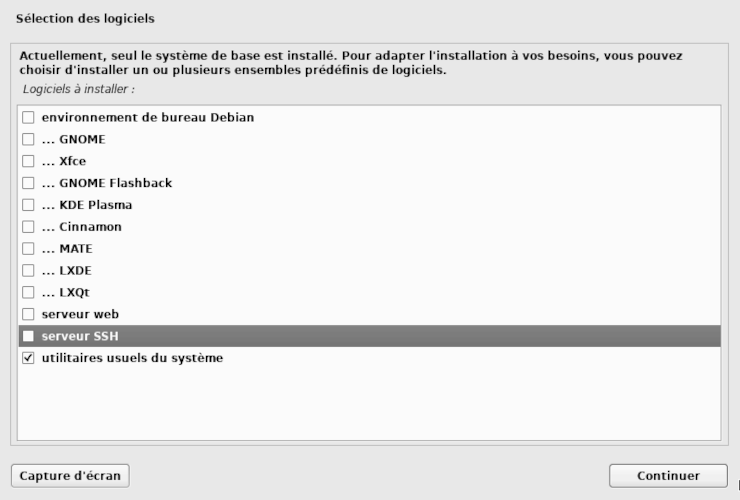 Sélection des logiciels
Actuellement, seul le système de base est installé. Pour adapter l'installation à vos besoins, vous pouvez
choisir d'installer un ou plusieurs ensembles prédéfinis de logiciels.
Logiciels à installer :
environnement de bureau Debian
... GNOME
... Xfce
... GNOME Flashback
... KDE Plasma
... Cinnamon
... MATE
... LXDE
... LXQt
serveur web
serveur SSH
utilitaires usuels du système
Capture d'écran
Continuer